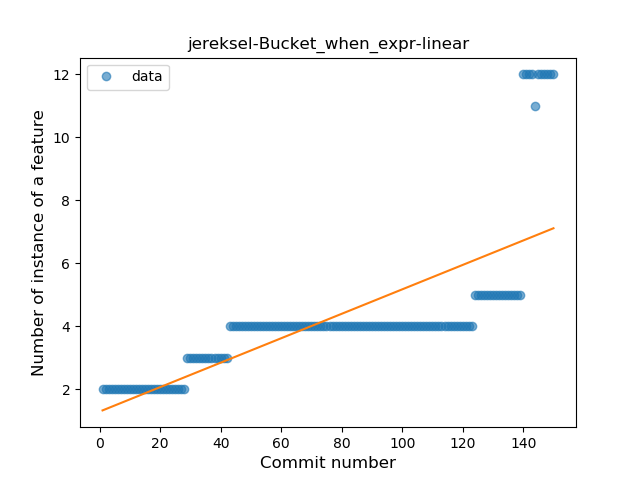 jereksel-Bucket_when_expr-linear
data
Number of instance of a feature
12
10
8
6
4
2
0 20 40 60 80 100 120 140
Commit number